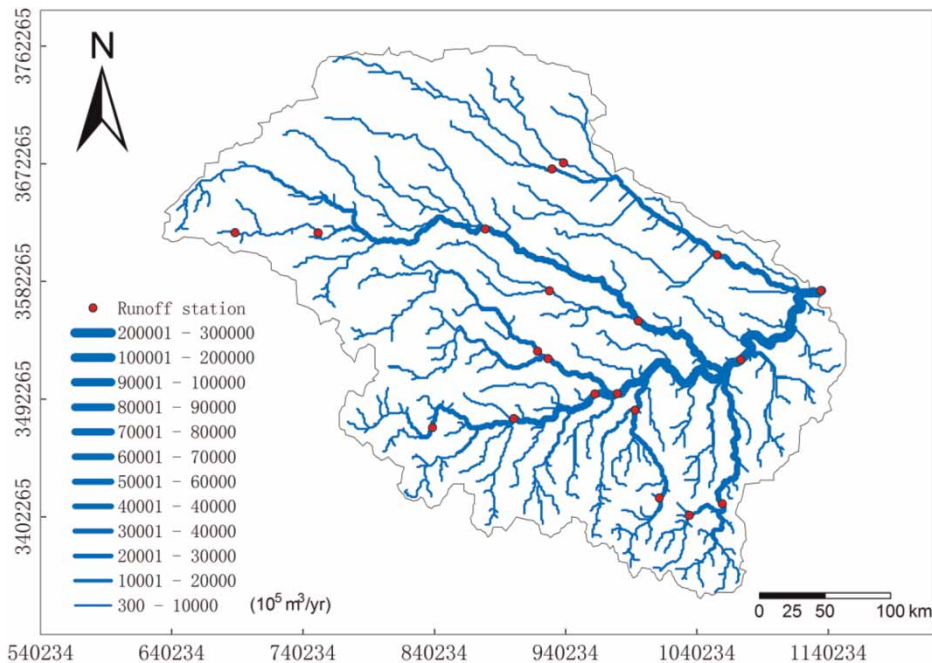 N
3762265
3672265
3582265
3492265
3402265
Runoff station
200001 - 300000
100001 - 200000
90001 - 100000
80001 - 90000
70001 - 80000
60001 - 70000
50001 - 60000
40001 - 40000
30001 - 40000
20001 - 30000
10001 - 20000
300 - 10000 (10⁵ m³/yr)
0 25 50 100 km
540234 640234 740234 840234 940234 1040234 1140234